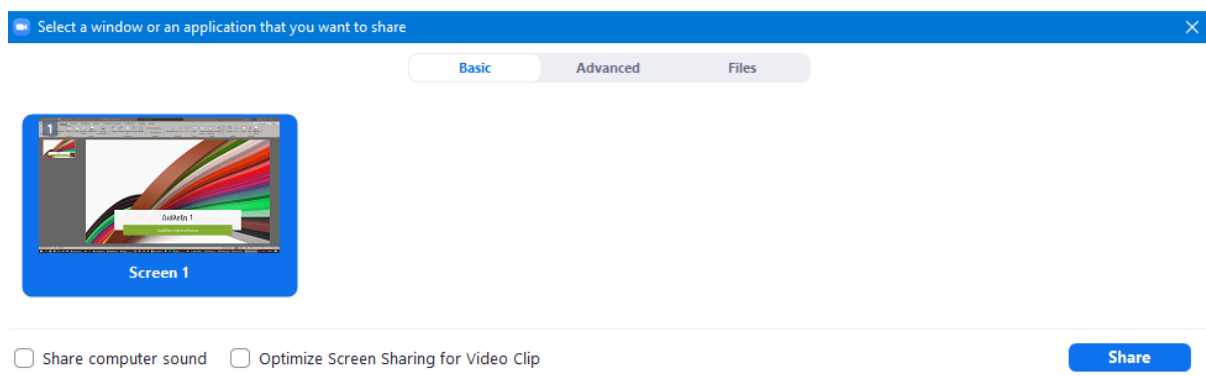 Select a window or an application that you want to share
Basic Advanced Files
1
Διάλεξη 1
Screen 1
Share computer sound Optimize Screen Sharing for Video Clip Share